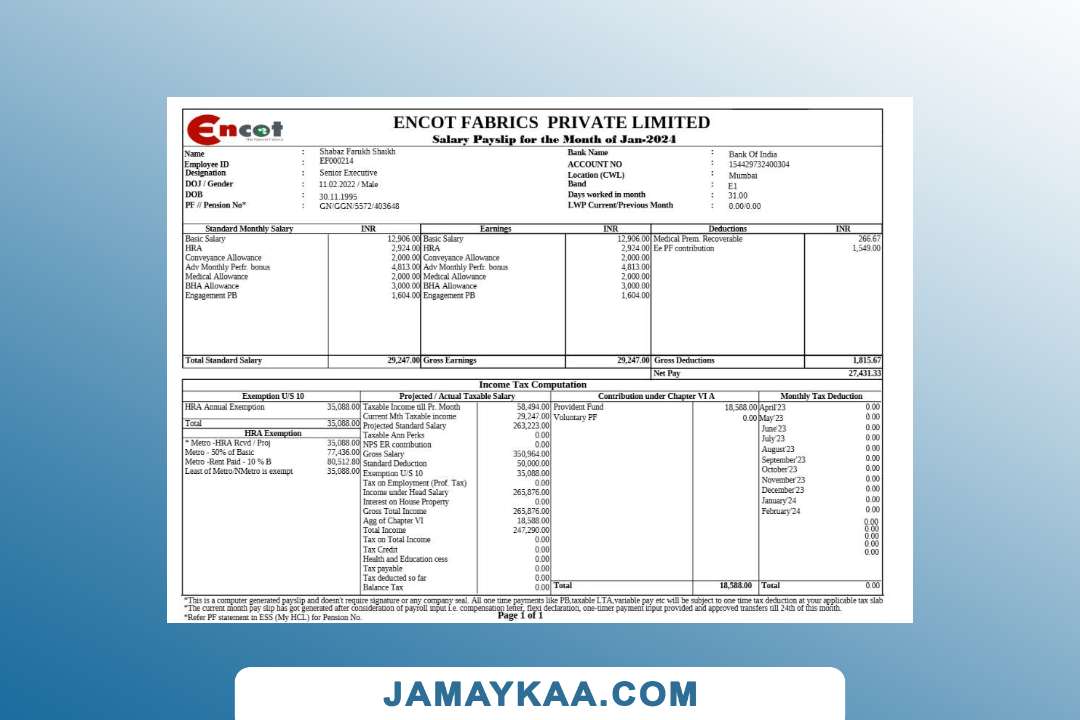 Encot
ENCOT FABRICS PRIVATE LIMITED
Salary Payslip for the Month of Jan-2024
Name : Shabaz Farukh Shaikh Bank Name : Bank Of India
Employee ID : EF000214 ACCOUNT NO : 154429732400304
Designation : Senior Executive Location (CWL) : Mumbai
DOJ / Gender : 11.02.2022 / Male Band : E1
DOB : 30.11.1995 Days worked in month : 31.00
PF // Pension No* : GN/GGN/5572/403648 LWP Current/Previous Month : 0.00/0.00
Standard Monthly Salary INR Earnings INR Deductions INR
Basic Salary 12,906.00 Basic Salary 12,906.00 Medical Prem. Recoverable 266.67
HRA 2,924.00 HRA 2,924.00 Ee PF contribution 1,549.00
Conveyance Allowance 2,000.00 Conveyance Allowance 2,000.00
Adv Monthly Perfr. bonus 4,813.00 Adv Monthly Perfr. bonus 4,813.00
Medical Allowance 2,000.00 Medical Allowance 2,000.00
BHA Allowance 3,000.00 BHA Allowance 3,000.00
Engagement PB 1,604.00 Engagement PB 1,604.00
Total Standard Salary 29,247.00 Gross Earnings 29,247.00 Gross Deductions 1,815.67
Net Pay 27,431.33
Income Tax Computation
Exemption U/S 10 Projected / Actual Taxable Salary Contribution under Chapter VI A Monthly Tax Deduction
HRA Annual Exemption 35,088.00
Total 35,088.00
HRA Exemption
* Metro -HRA Rcvd / Proj 35,088.00
Metro - 50% of Basic 77,436.00
Metro -Rent Paid - 10 % B 80,512.80
Least of Metro/NMetro is exempt 35,088.00
Taxable Income till Pr. Month 58,494.00
Current Mth Taxable income 29,247.00
Projected Standard Salary 263,223.00
Taxable Ann Perks 0.00
NPS ER contribution 0.00
Gross Salary 350,964.00
Standard Deduction 50,000.00
Exemption U/S 10 35,088.00
Tax on Employment (Prof. Tax) 0.00
Income under Head Salary 265,876.00
Interest on House Property 0.00
Gross Total Income 265,876.00
Agg of Chapter VI 18,588.00
Total Income 247,290.00
Tax on Total Income 0.00
Tax Credit 0.00
Health and Education cess 0.00
Tax payable 0.00
Tax deducted so far 0.00
Balance Tax 0.00
Provident Fund 18,588.00
Voluntary PF 0.00
Total 18,588.00
April'23 0.00
May'23 0.00
June'23 0.00
July'23 0.00
August'23 0.00
September'23 0.00
October'23 0.00
November'23 0.00
December'23 0.00
January'24 0.00
February'24 0.00
0.00
0.00
0.00
0.00
0.00
Total 0.00
*This is a computer generated payslip and doesn't require signature or any company seal. All one time payments like PB,taxable LTA,variable pay etc will be subject to one time tax deduction at your applicable tax slab
*The current month pay slip has got generated after consideration of payroll input i.e. compensation letter, flexi declaration, one-timer payment input provided and approved transfers till 24th of this month.
*Refer PF statement in ESS (My HCL) for Pension No.
Page 1 of 1
JAMAYKAA.COM